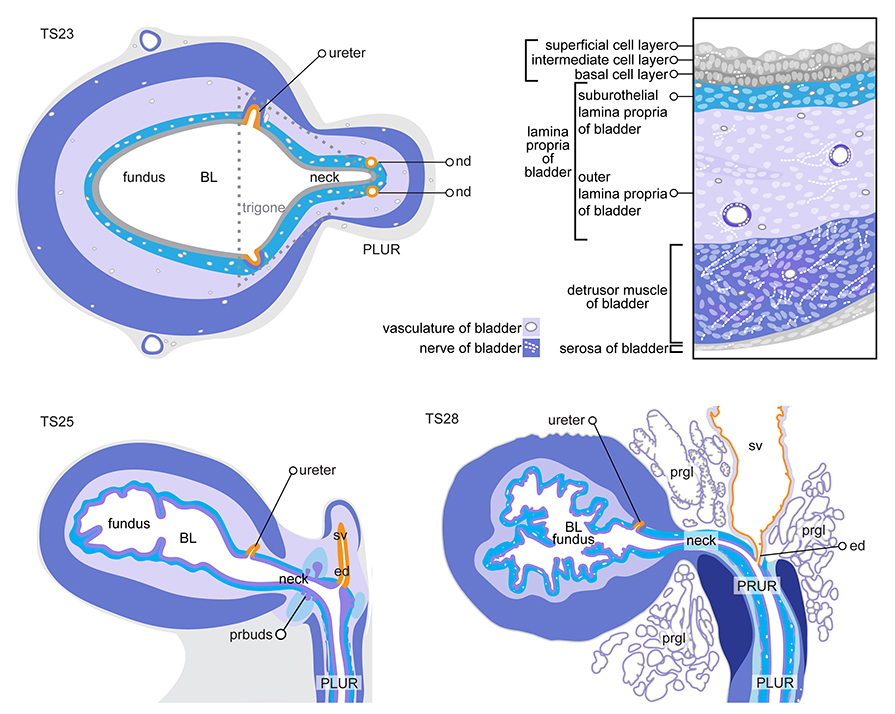 TS23
ureter
fundus
BL
neck
trigone
nd
nd
PLUR
superficial cell layer
intermediate cell layer
basal cell layer
suburothelial
lamina propria
of bladder
lamina
propria
of
bladder
outer
lamina propria
of bladder
detrusor muscle
of bladder
serosa of bladder
vasculature of bladder
nerve of bladder
TS25
ureter
fundus
BL
sv
ed
neck
prbuds
PLUR
TS28
ureter
prgl
sv
BL
fundus
neck
prgl
ed
PRUR
prgl
PLUR